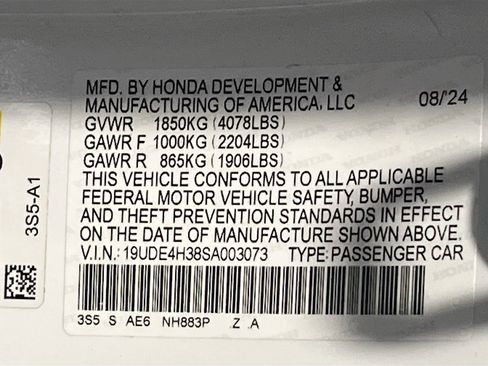 MFD. BY HONDA DEVELOPMENT &
MANUFACTURING OF AMERICA, LLC 08/24
GVWR 1850KG (4078LBS)
GAWR F 1000KG (2204LBS)
GAWR R 865KG (1906LBS)
THIS VEHICLE CONFORMS TO ALL APPLICABLE
FEDERAL MOTOR VEHICLE SAFETY, BUMPER,
AND THEFT PREVENTION STANDARDS IN EFFECT
ON THE DATE OF MANUFACTURE SHOWN ABOVE.
V.I.N.: 19UDE4H38SA003073 TYPE: PASSENGER CAR
3S5 S AE6 NH883P Z A
3S5-A1